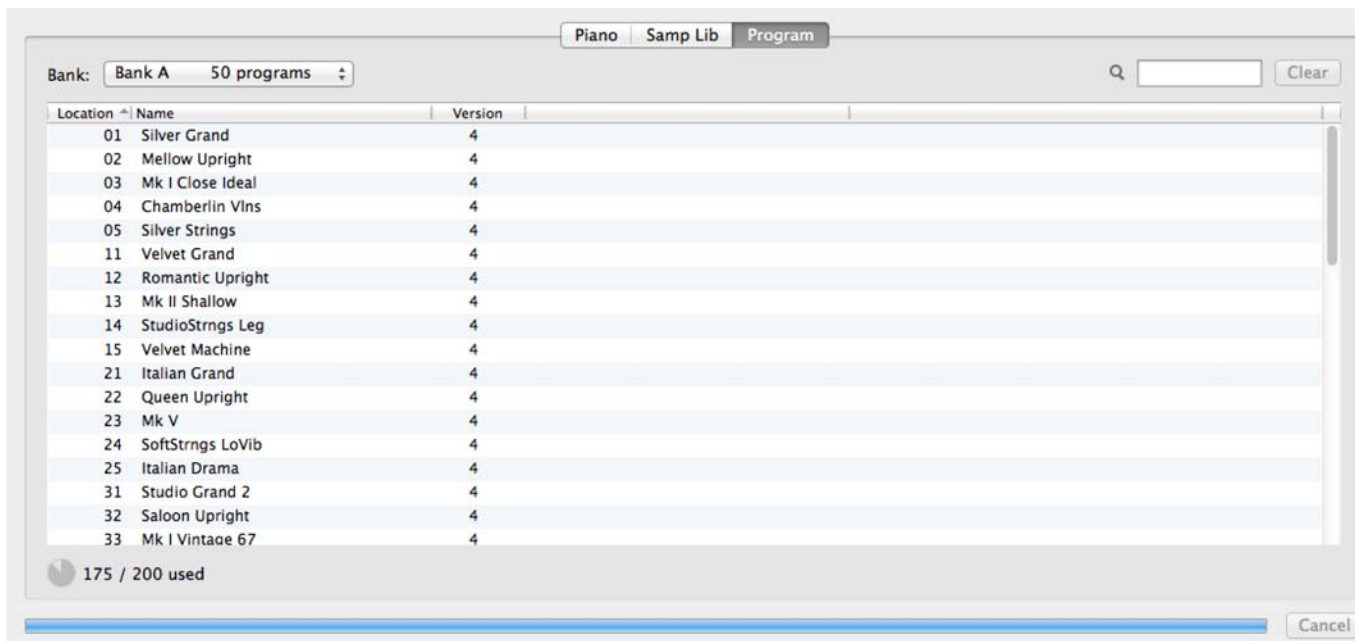 Piano Samp Lib Program
Bank: Bank A 50 programs Clear
Location Name Version
01 Silver Grand 4
02 Mellow Upright 4
03 Mk I Close Ideal 4
04 Chamberlin Vlns 4
05 Silver Strings 4
11 Velvet Grand 4
12 Romantic Upright 4
13 Mk II Shallow 4
14 StudioStrngs Leg 4
15 Velvet Machine 4
21 Italian Grand 4
22 Queen Upright 4
23 Mk V 4
24 SoftStrngs LoVib 4
25 Italian Drama 4
31 Studio Grand 2 4
32 Saloon Upright 4
33 Mk I Vintage 67 4
175 / 200 used
Cancel